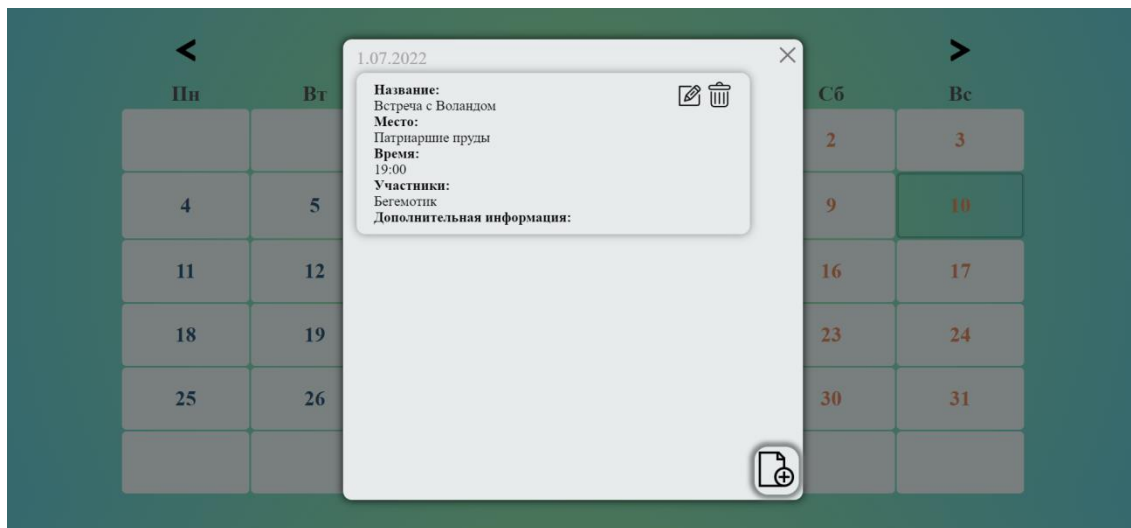 < >
1.07.2022
Название:
Встреча с Воландом
Место:
Патриаршие пруды
Время:
19:00
Участники:
Бегемотик
Дополнительная информация:
Пн Вт Сб Вс
2 3
4 5 9 10
11 12 16 17
18 19 23 24
25 26 30 31